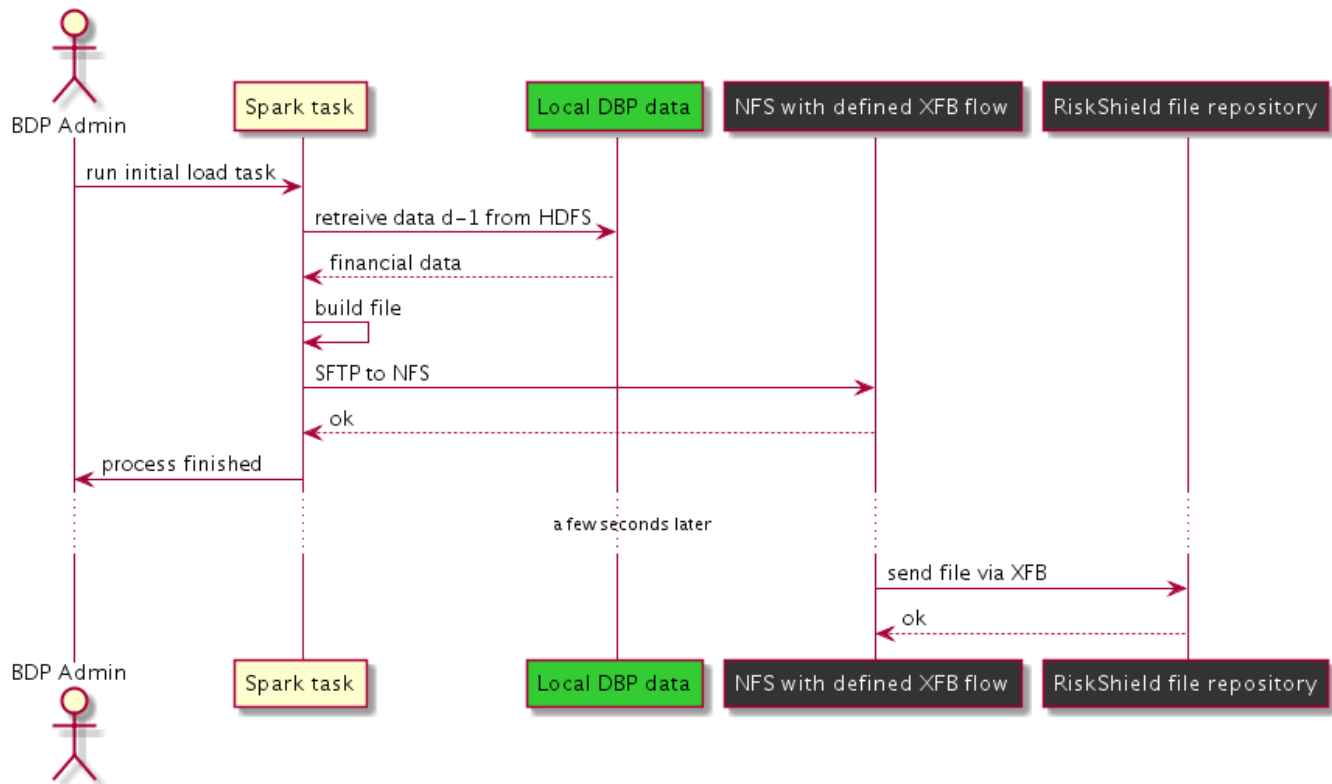 BDP Admin
Spark task
Local DBP data
NFS with defined XFB flow
RiskShield file repository
run initial load task
retreive data d-1 from HDFS
financial data
build file
SFTP to NFS
ok
process finished
a few seconds later
send file via XFB
ok
BDP Admin
Spark task
Local DBP data
NFS with defined XFB flow
RiskShield file repository